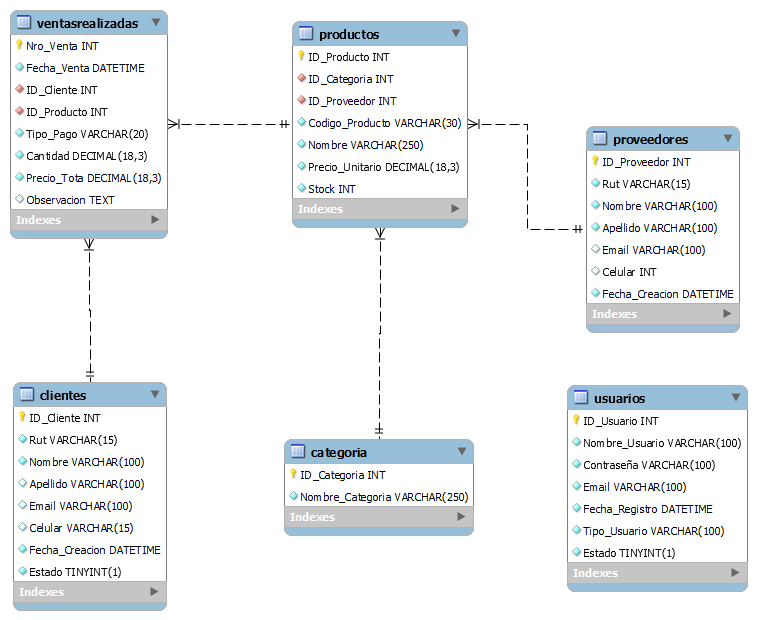 ventasrealizadas
Nro_Venta INT
Fecha_Venta DATETIME
ID_Cliente INT
ID_Producto INT
Tipo_Pago VARCHAR(20)
Cantidad DECIMAL(18,3)
Precio_Tota DECIMAL(18,3)
Observacion TEXT
Indexes
productos
ID_Producto INT
ID_Categoria INT
ID_Proveedor INT
Codigo_Producto VARCHAR(30)
Nombre VARCHAR(250)
Precio_Unitario DECIMAL(18,3)
Stock INT
Indexes
proveedores
ID_Proveedor INT
Rut VARCHAR(15)
Nombre VARCHAR(100)
Apellido VARCHAR(100)
Email VARCHAR(100)
Celular INT
Fecha_Creacion DATETIME
Indexes
clientes
ID_Cliente INT
Rut VARCHAR(15)
Nombre VARCHAR(100)
Apellido VARCHAR(100)
Email VARCHAR(100)
Celular VARCHAR(15)
Fecha_Creacion DATETIME
Estado TINYINT(1)
Indexes
categoria
ID_Categoria INT
Nombre_Categoria VARCHAR(250)
Indexes
usuarios
ID_Usuario INT
Nombre_Usuario VARCHAR(100)
Contraseña VARCHAR(100)
Email VARCHAR(100)
Fecha_Registro DATETIME
Tipo_Usuario VARCHAR(100)
Estado TINYINT(1)
Indexes